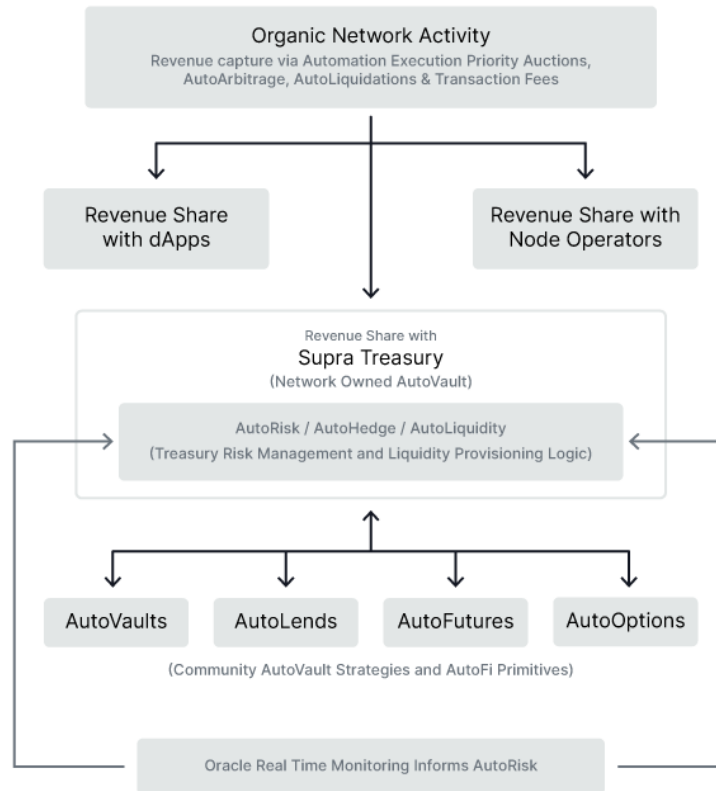 Organic Network Activity
Revenue capture via Automation Execution Priority Auctions,
AutoArbitrage, AutoLiquidations & Transaction Fees
Revenue Share
with dApps
Revenue Share with
Node Operators
Revenue Share with
Supra Treasury
(Network Owned AutoVault)
AutoRisk / AutoHedge / AutoLiquidity
(Treasury Risk Management and Liquidity Provisioning Logic)
AutoVaults
AutoLends
AutoFutures
AutoOptions
(Community AutoVault Strategies and AutoFi Primitives)
Oracle Real Time Monitoring Informs AutoRisk